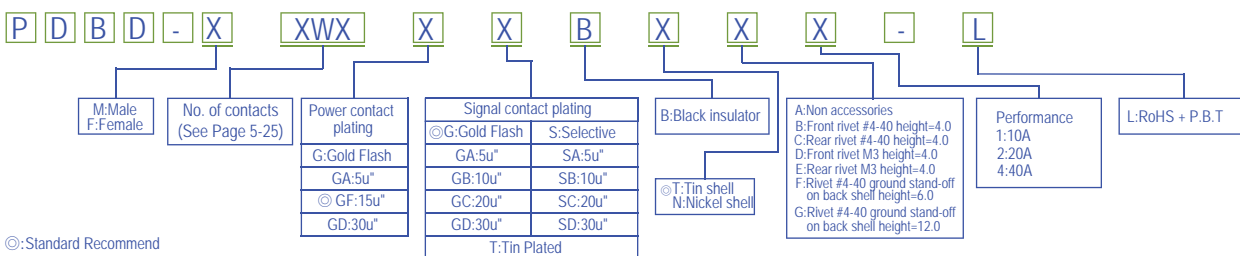 P D B D - X XWX X X B X X X - L
M:Male
F:Female
No. of contacts
(See Page 5-25)
Power contact
plating
G:Gold Flash
GA:5u"
◎ GF:15u"
GD:30u"
Signal contact plating
◎G:Gold Flash S:Selective
GA:5u" SA:5u"
GB:10u" SB:10u"
GC:20u" SC:20u"
GD:30u" SD:30u"
T:Tin Plated
B:Black insulator
◎T:Tin shell
N:Nickel shell
A:Non accessories
B:Front rivet #4-40 height=4.0
C:Rear rivet #4-40 height=4.0
D:Front rivet M3 height=4.0
E:Rear rivet M3 height=4.0
F:Rivet #4-40 ground stand-off
on back shell height=6.0
G:Rivet #4-40 ground stand-off
on back shell height=12.0
Performance
1:10A
2:20A
4:40A
L:RoHS + P.B.T
◎:Standard Recommend